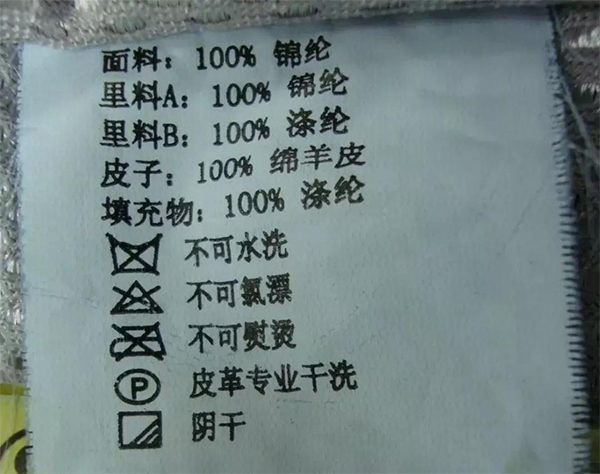 面料：100% 锦纶
里料A：100% 锦纶
里料B：100% 涤纶
皮子：100% 绵羊皮
填充物：100% 涤纶
不可水洗
不可氯漂
不可熨烫
P 皮革专业干洗
阴干